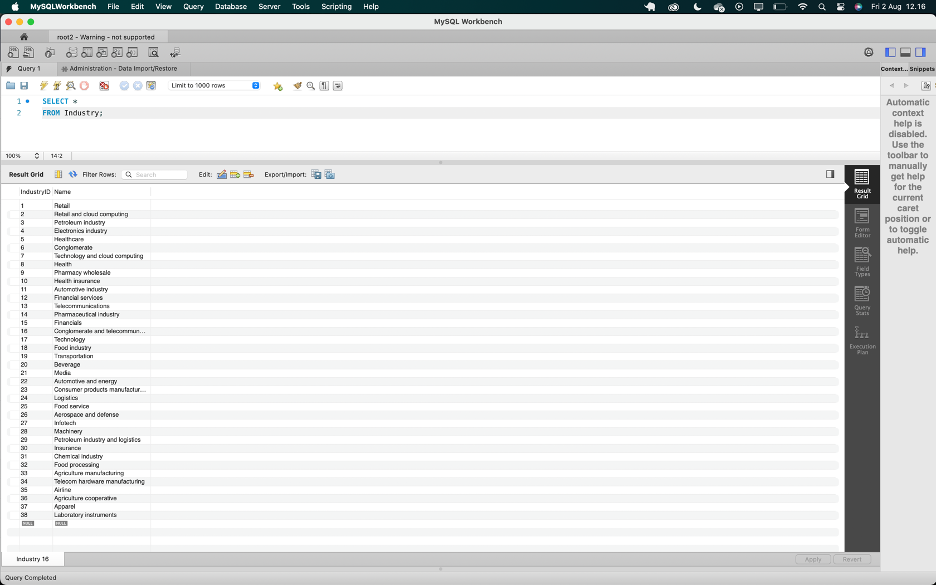 MySQLWorkbench File Edit View Query Database Server Tools Scripting Help Fri 2 Aug 12.16
MySQL Workbench
root2 - Warning - not supported
Query 1 Administration - Data Import/Restore Context... Snippets
Limit to 1000 rows
1 SELECT *
2 FROM Industry;
100% 14:2
Result Grid Filter Rows: Search Edit: Export/Import:
IndustryID Name
1 Retail
2 Retail and cloud computing
3 Petroleum industry
4 Electronics industry
5 Healthcare
6 Conglomerate
7 Technology and cloud computing
8 Health
9 Pharmacy wholesale
10 Health insurance
11 Automotive industry
12 Financial services
13 Telecommunications
14 Pharmaceutical industry
15 Financials
16 Conglomerate and telecommun...
17 Technology
18 Food industry
19 Transportation
20 Beverage
21 Media
22 Automotive and energy
23 Consumer products manufactur...
24 Logistics
25 Food service
26 Aerospace and defense
27 Infotech
28 Machinery
29 Petroleum industry and logistics
30 Insurance
31 Chemical industry
32 Food processing
33 Agriculture manufacturing
34 Telecom hardware manufacturing
35 Airline
36 Agriculture cooperative
37 Apparel
38 Laboratory instruments
NULL NULL
Result
Grid
Form
Editor
Field
Types
Query
Stats
Execution
Plan
Automatic
context
help is
disabled.
Use the
toolbar to
manually
get help
for the
current
caret
position or
to toggle
automatic
help.
Industry 16 Apply Revert
Query Completed